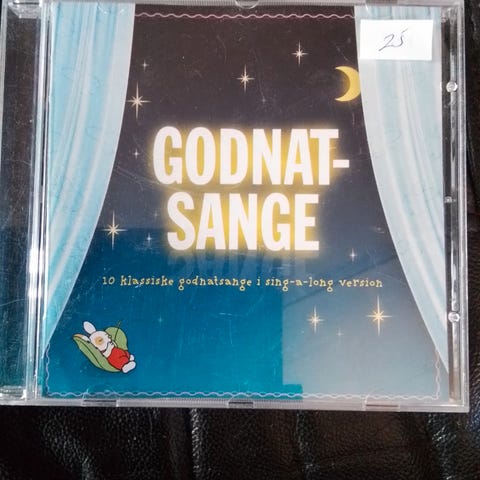 25
GODNAT-
SANGE
10 klassiske godnatsange i sing-a-long version